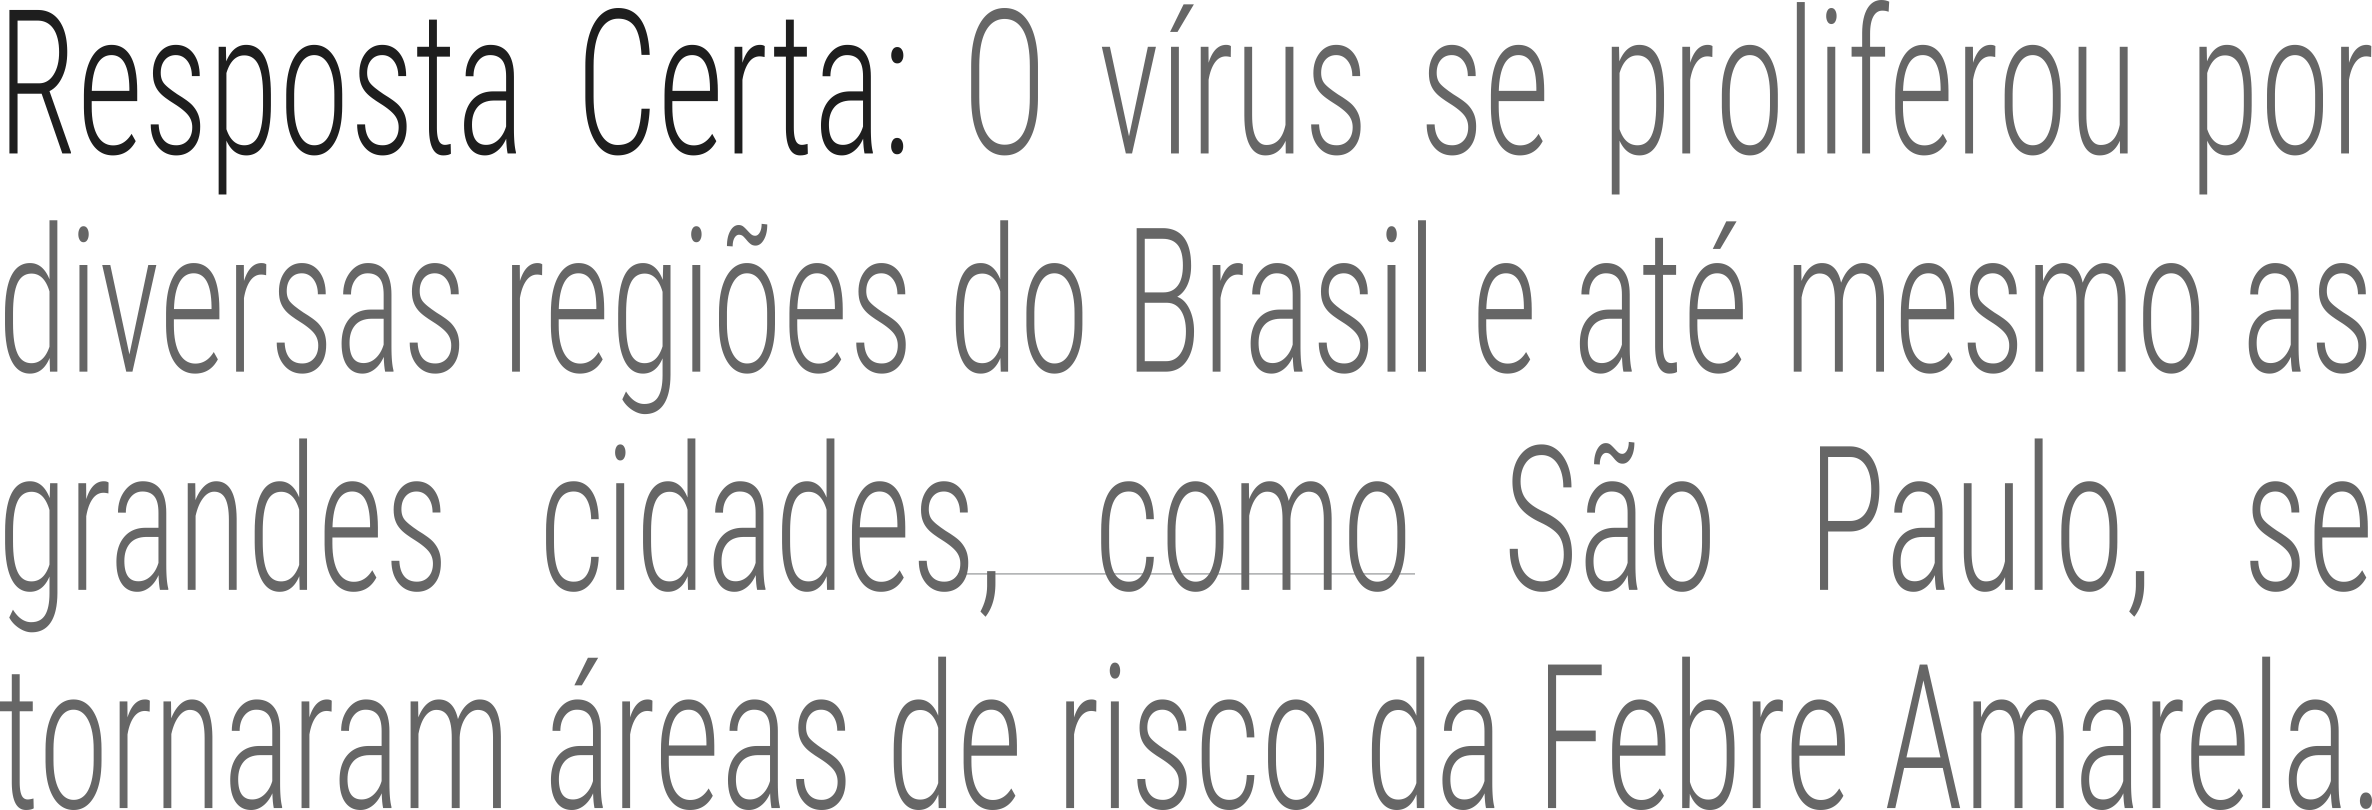 Resposta Certa: O vírus se proliferou por
diversas regiões do Brasil e até mesmo as
grandes cidades, como São Paulo, se
tornaram áreas de risco da Febre Amarela.